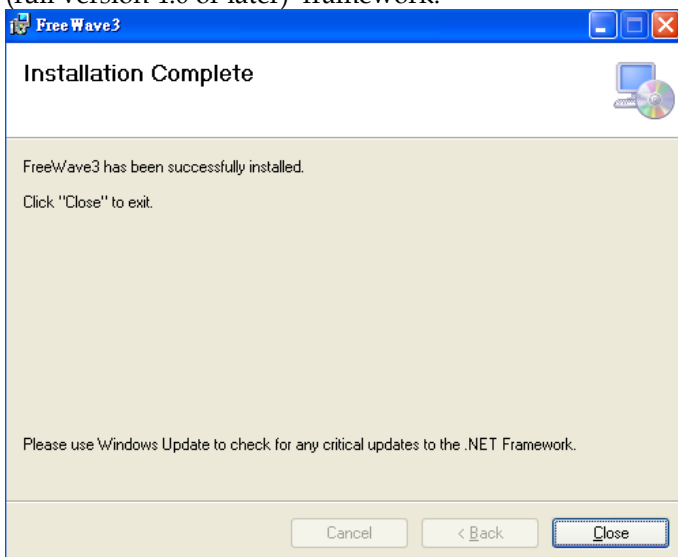 (full version 4.0 or later)  framework.
FreeWave3
Installation Complete
FreeWave3 has been successfully installed.
Click "Close" to exit.
Please use Windows Update to check for any critical updates to the .NET Framework.
Cancel
< Back
Close